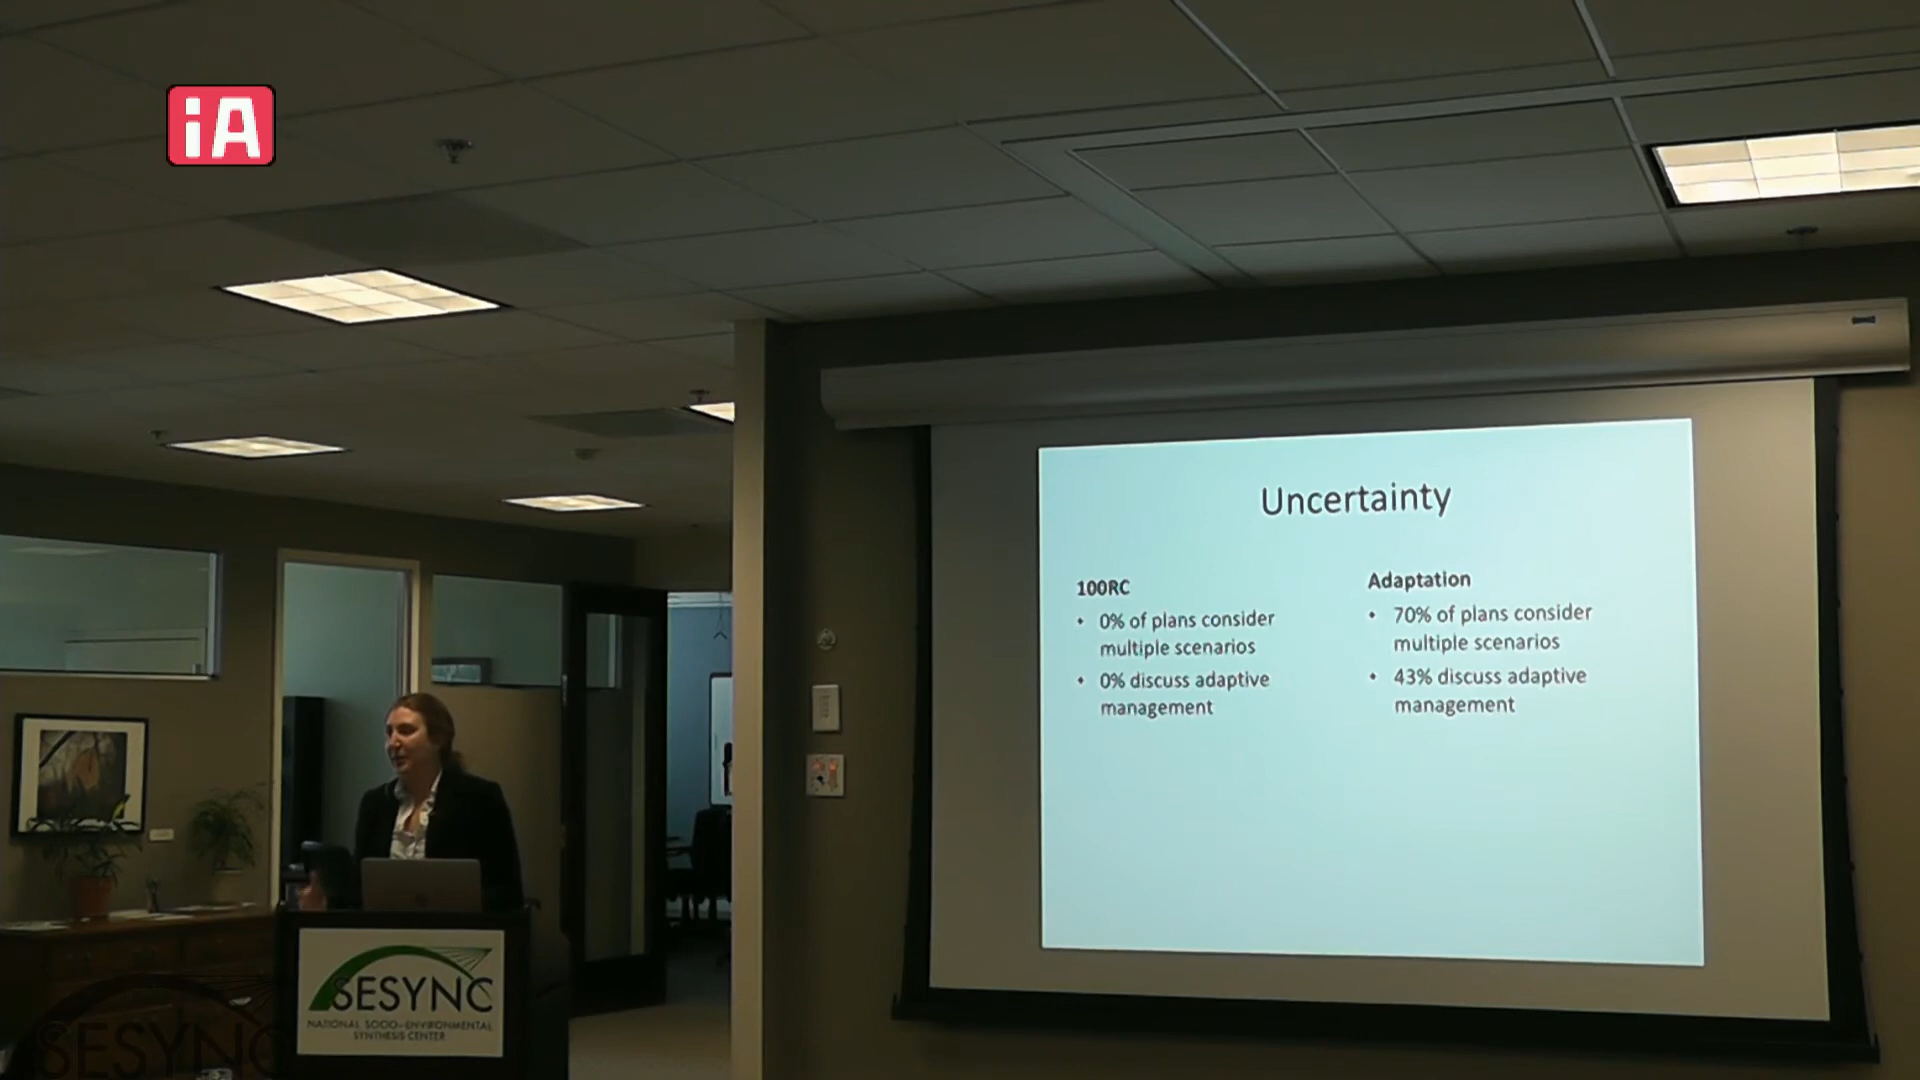 iA
Uncertainty
100RC
• 0% of plans consider
multiple scenarios
• 0% discuss adaptive
management
Adaptation
• 70% of plans consider
multiple scenarios
• 43% discuss adaptive
management
SESYNC
NATIONAL SOCIO-ENVIRONMENTAL
SYNTHESIS CENTER
SESYNC